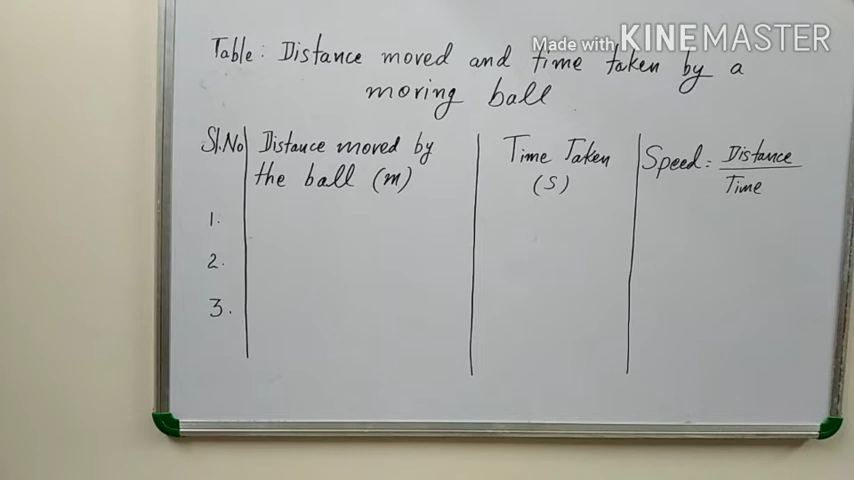 Made with KINEMASTER
Table: Distance moved and time taken by a
moving ball
Sl.No Distance moved by Time Taken Speed = Distance
the ball (m) (s) Time
1.
2.
3.